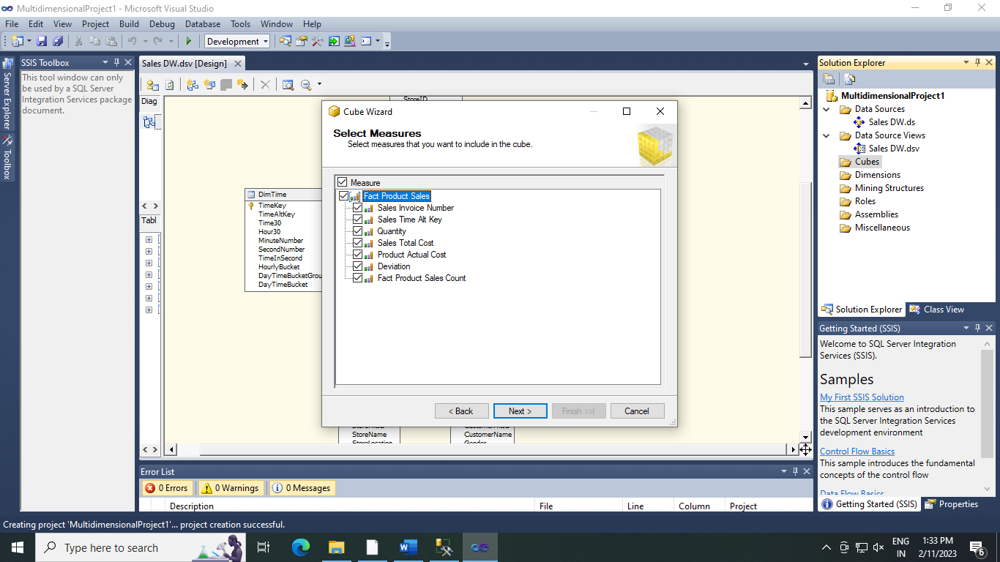 MultidimensionalProject1 - Microsoft Visual Studio
File Edit View Project Build Debug Database Tools Window Help
Development
Server Explorer
Toolbox
SSIS Toolbox
This tool window can only
be used by a SQL Server
Integration Services package
document.
Sales DW.dsv [Design]
Diag
Tabl
StoreID
DimTime
TimeKey
TimeAltKey
Time30
Hour30
MinuteNumber
SecondNumber
TimeInSecond
HourlyBucket
DayTimeBucketGrou
DayTimeBucket
Cube Wizard
Select Measures
Select measures that you want to include in the cube.
Measure
Fact Product Sales
Sales Invoice Number
Sales Time Alt Key
Quantity
Sales Total Cost
Product Actual Cost
Deviation
Fact Product Sales Count
< Back Next > Finish >>| Cancel
StoreName
StoreLocation
CustomerName
Gender
Error List
0 Errors 0 Warnings 0 Messages
Description File Line Column Project
Solution Explorer
MultidimensionalProject1
Data Sources
Sales DW.ds
Data Source Views
Sales DW.dsv
Cubes
Dimensions
Mining Structures
Roles
Assemblies
Miscellaneous
Solution Explorer Class View
Getting Started (SSIS)
Welcome to SQL Server Integration
Services (SSIS).
Samples
My First SSIS Solution
This sample serves as an introduction to
the SQL Server Integration Services
development environment
Control Flow Basics
This sample introduces the fundamental
concepts of the control flow
Data Flow Basics
Getting Started (SSIS) Properties
Creating project 'MultidimensionalProject1'... project creation successful.
Type here to search
ENG
IN
1:33 PM
2/11/2023
6